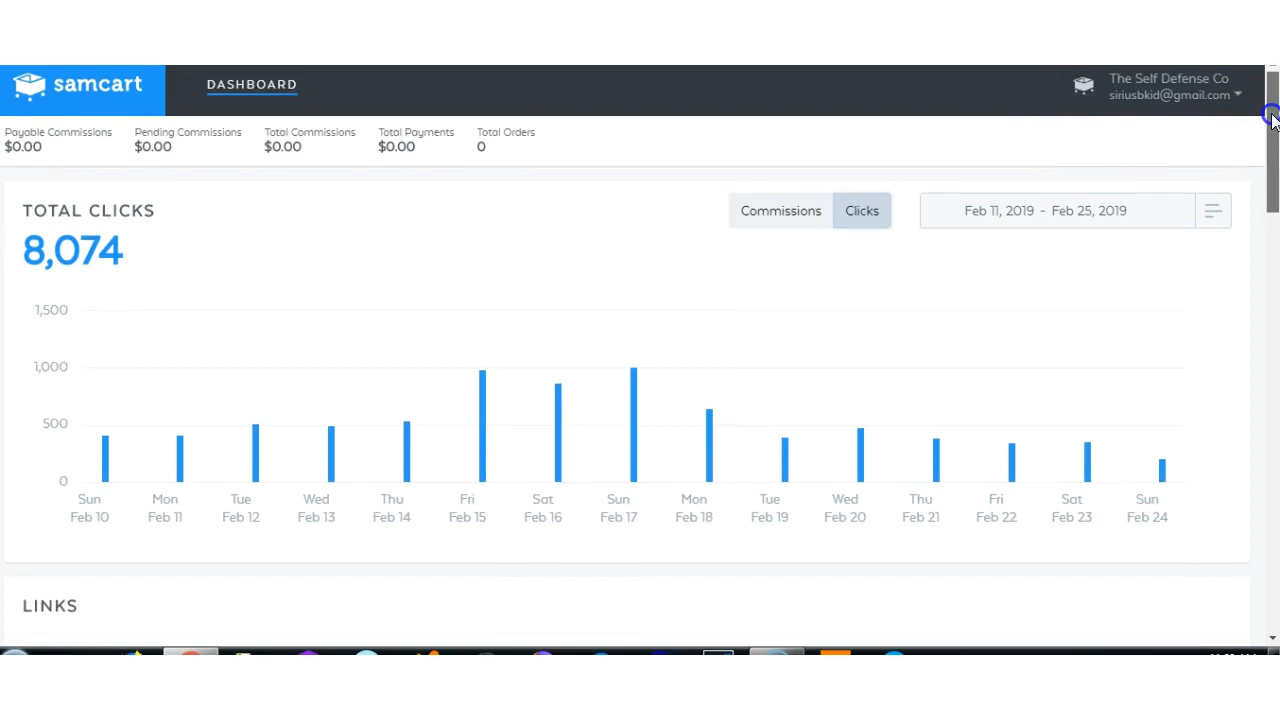 samcart
DASHBOARD
The Self Defense Co
siriusbkid@gmail.com
Payable Commissions Pending Commissions Total Commissions Total Payments Total Orders
$0.00 $0.00 $0.00 $0.00 0
TOTAL CLICKS
Commissions Clicks Feb 11, 2019 - Feb 25, 2019
8,074
1,500
1,000
500
0
Sun Mon Tue Wed Thu Fri Sat Sun Mon Tue Wed Thu Fri Sat Sun
Feb 10 Feb 11 Feb 12 Feb 13 Feb 14 Feb 15 Feb 16 Feb 17 Feb 18 Feb 19 Feb 20 Feb 21 Feb 22 Feb 23 Feb 24
LINKS